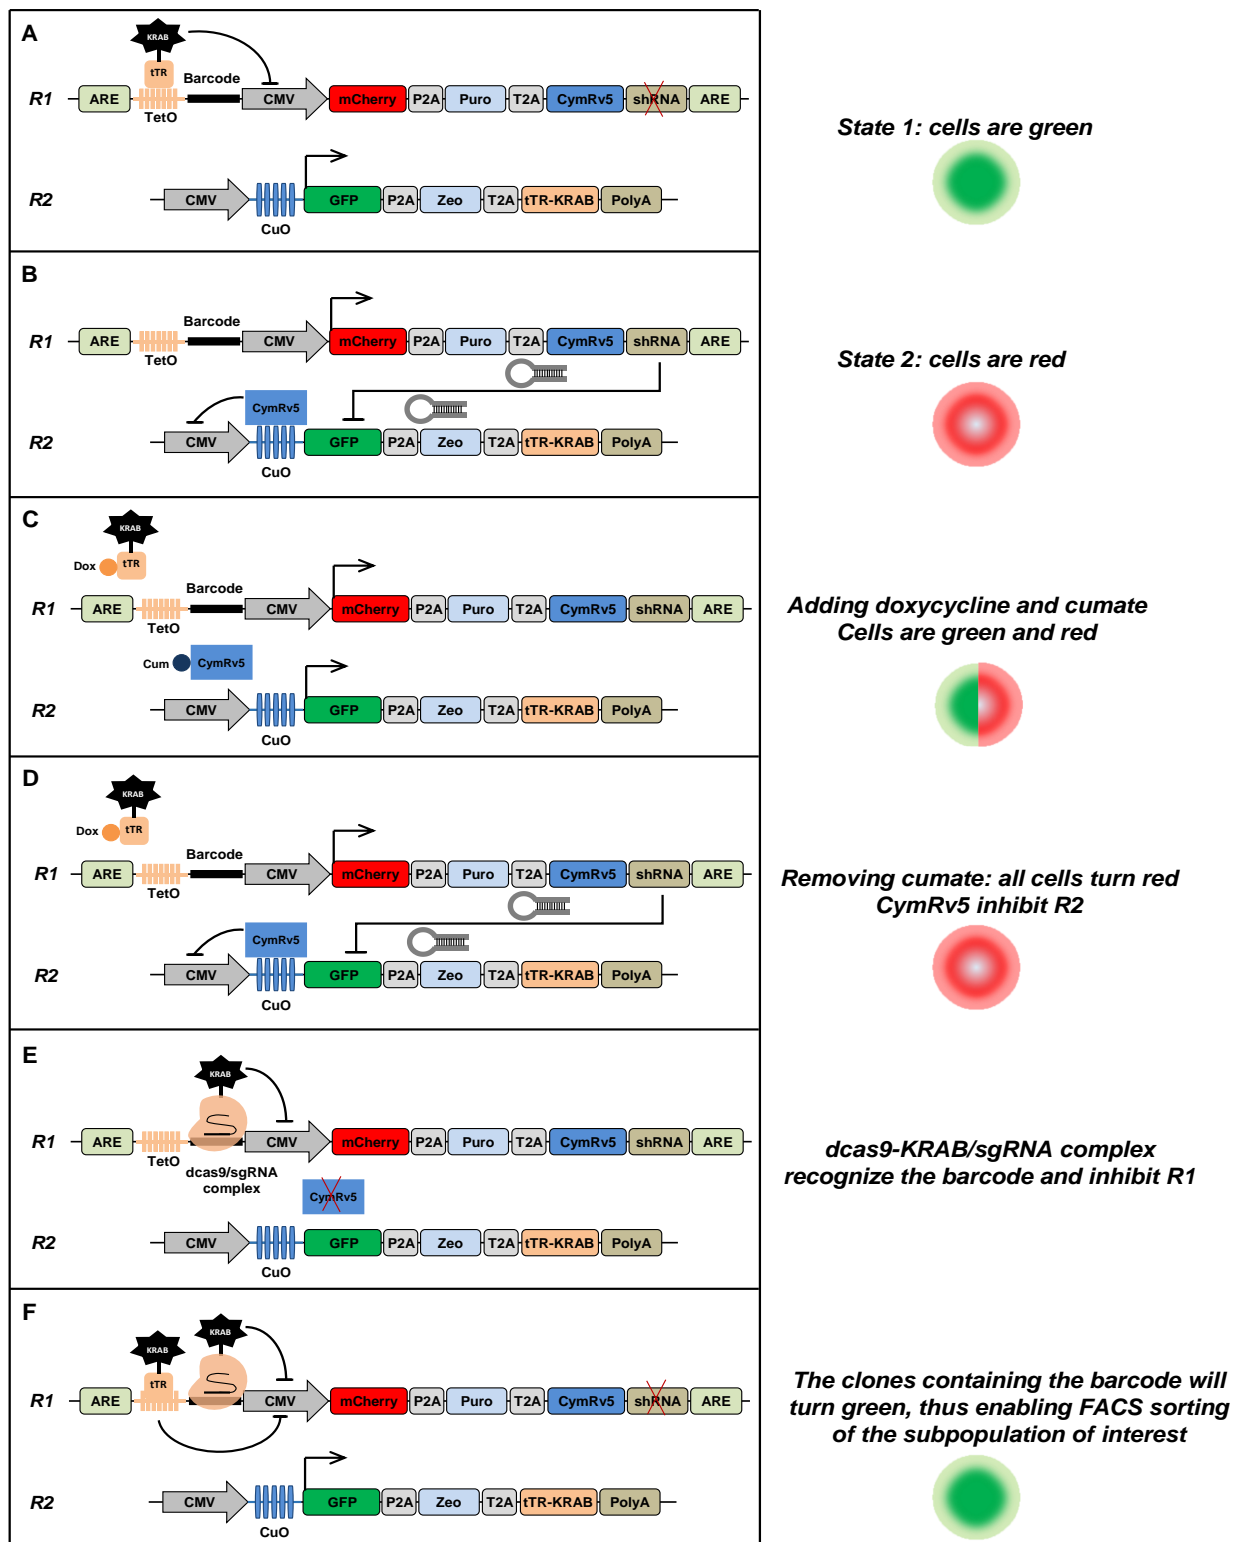 A
KRAB
tTR
Barcode
R1 ARE CMV mCherry P2A Puro T2A CymRv5 shRNA ARE
TetO
State 1: cells are green
R2 CMV GFP P2A Zeo T2A tTR-KRAB PolyA
CuO
B
Barcode
R1 ARE CMV mCherry P2A Puro T2A CymRv5 shRNA ARE
TetO
State 2: cells are red
CymRv5
R2 CMV GFP P2A Zeo T2A tTR-KRAB PolyA
CuO
C
KRAB
Dox tTR
Barcode
R1 ARE CMV mCherry P2A Puro T2A CymRv5 shRNA ARE
TetO
Adding doxycycline and cumate
Cells are green and red
Cum CymRv5
R2 CMV GFP P2A Zeo T2A tTR-KRAB PolyA
CuO
D
KRAB
Dox tTR
Barcode
R1 ARE CMV mCherry P2A Puro T2A CymRv5 shRNA ARE
TetO
Removing cumate: all cells turn red
CymRv5 inhibit R2
CymRv5
R2 CMV GFP P2A Zeo T2A tTR-KRAB PolyA
CuO
E
KRAB
R1 ARE CMV mCherry P2A Puro T2A CymRv5 shRNA ARE
TetO
dcas9/sgRNA
complex
dcas9-KRAB/sgRNA complex
recognize the barcode and inhibit R1
CymRv5
R2 CMV GFP P2A Zeo T2A tTR-KRAB PolyA
CuO
F
KRAB
KRAB
tTR
R1 ARE CMV mCherry P2A Puro T2A CymRv5 shRNA ARE
The clones containing the barcode will
turn green, thus enabling FACS sorting
of the subpopulation of interest
R2 CMV GFP P2A Zeo T2A tTR-KRAB PolyA
CuO